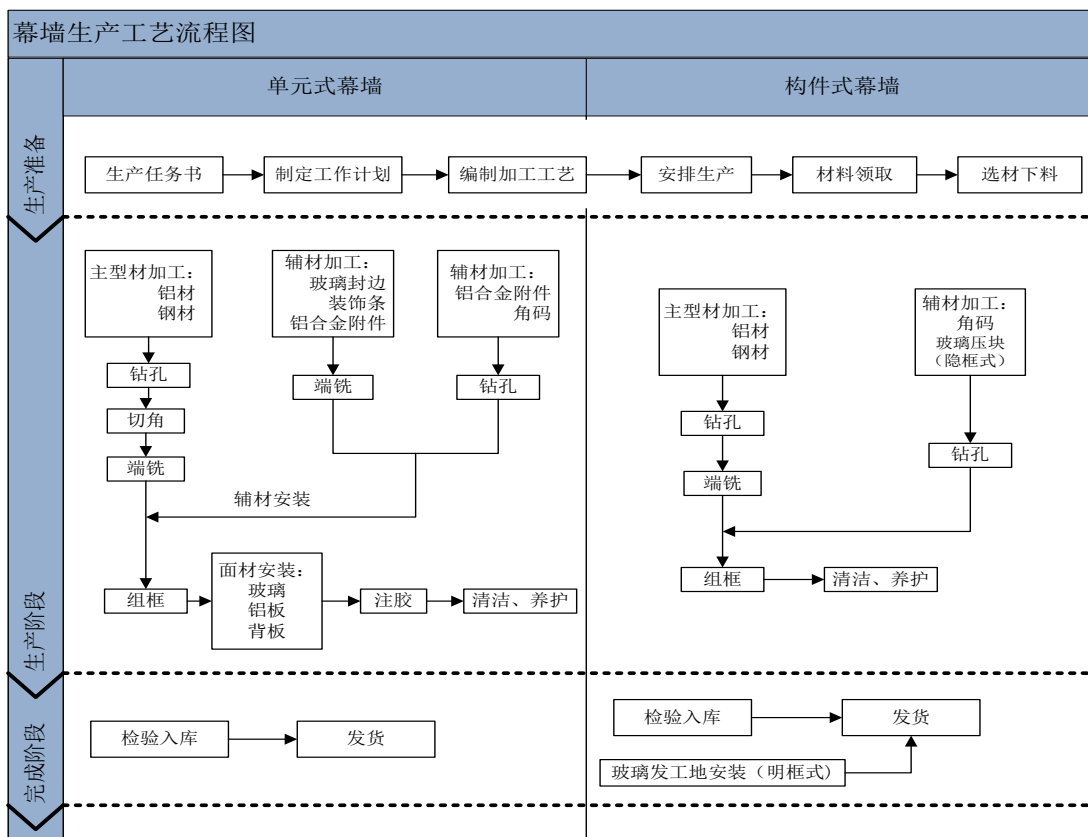 幕墙生产工艺流程图
单元式幕墙
构件式幕墙
生产准备
生产任务书
制定工作计划
编制加工工艺
安排生产
材料领取
选材下料
生产阶段
主型材加工：
铝材
钢材
钻孔
切角
端铣
辅材加工：
玻璃封边
装饰条
铝合金附件
端铣
辅材加工：
铝合金附件
角码
钻孔
辅材安装
组框
面材安装：
玻璃
铝板
背板
注胶
清洁、养护
主型材加工：
铝材
钢材
钻孔
端铣
辅材加工：
角码
玻璃压块
（隐框式）
钻孔
组框
清洁、养护
完成阶段
检验入库
发货
检验入库
发货
玻璃发工地安装（明框式）